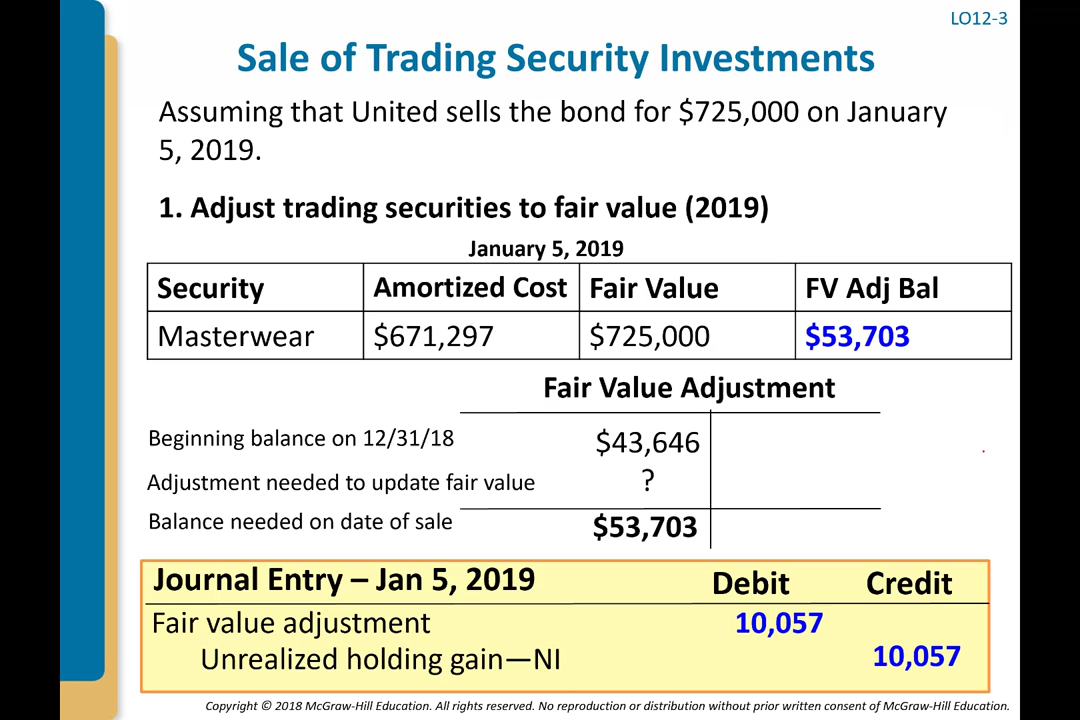 LO12-3
Sale of Trading Security Investments
Assuming that United sells the bond for $725,000 on January
5, 2019.
1. Adjust trading securities to fair value (2019)
January 5, 2019
Security Amortized Cost Fair Value FV Adj Bal
Masterwear $671,297 $725,000 $53,703
Fair Value Adjustment
Beginning balance on 12/31/18 $43,646
Adjustment needed to update fair value ?
Balance needed on date of sale $53,703
Journal Entry – Jan 5, 2019 Debit Credit
Fair value adjustment 10,057
Unrealized holding gain—NI 10,057
Copyright © 2018 McGraw-Hill Education. All rights reserved. No reproduction or distribution without prior written consent of McGraw-Hill Education.